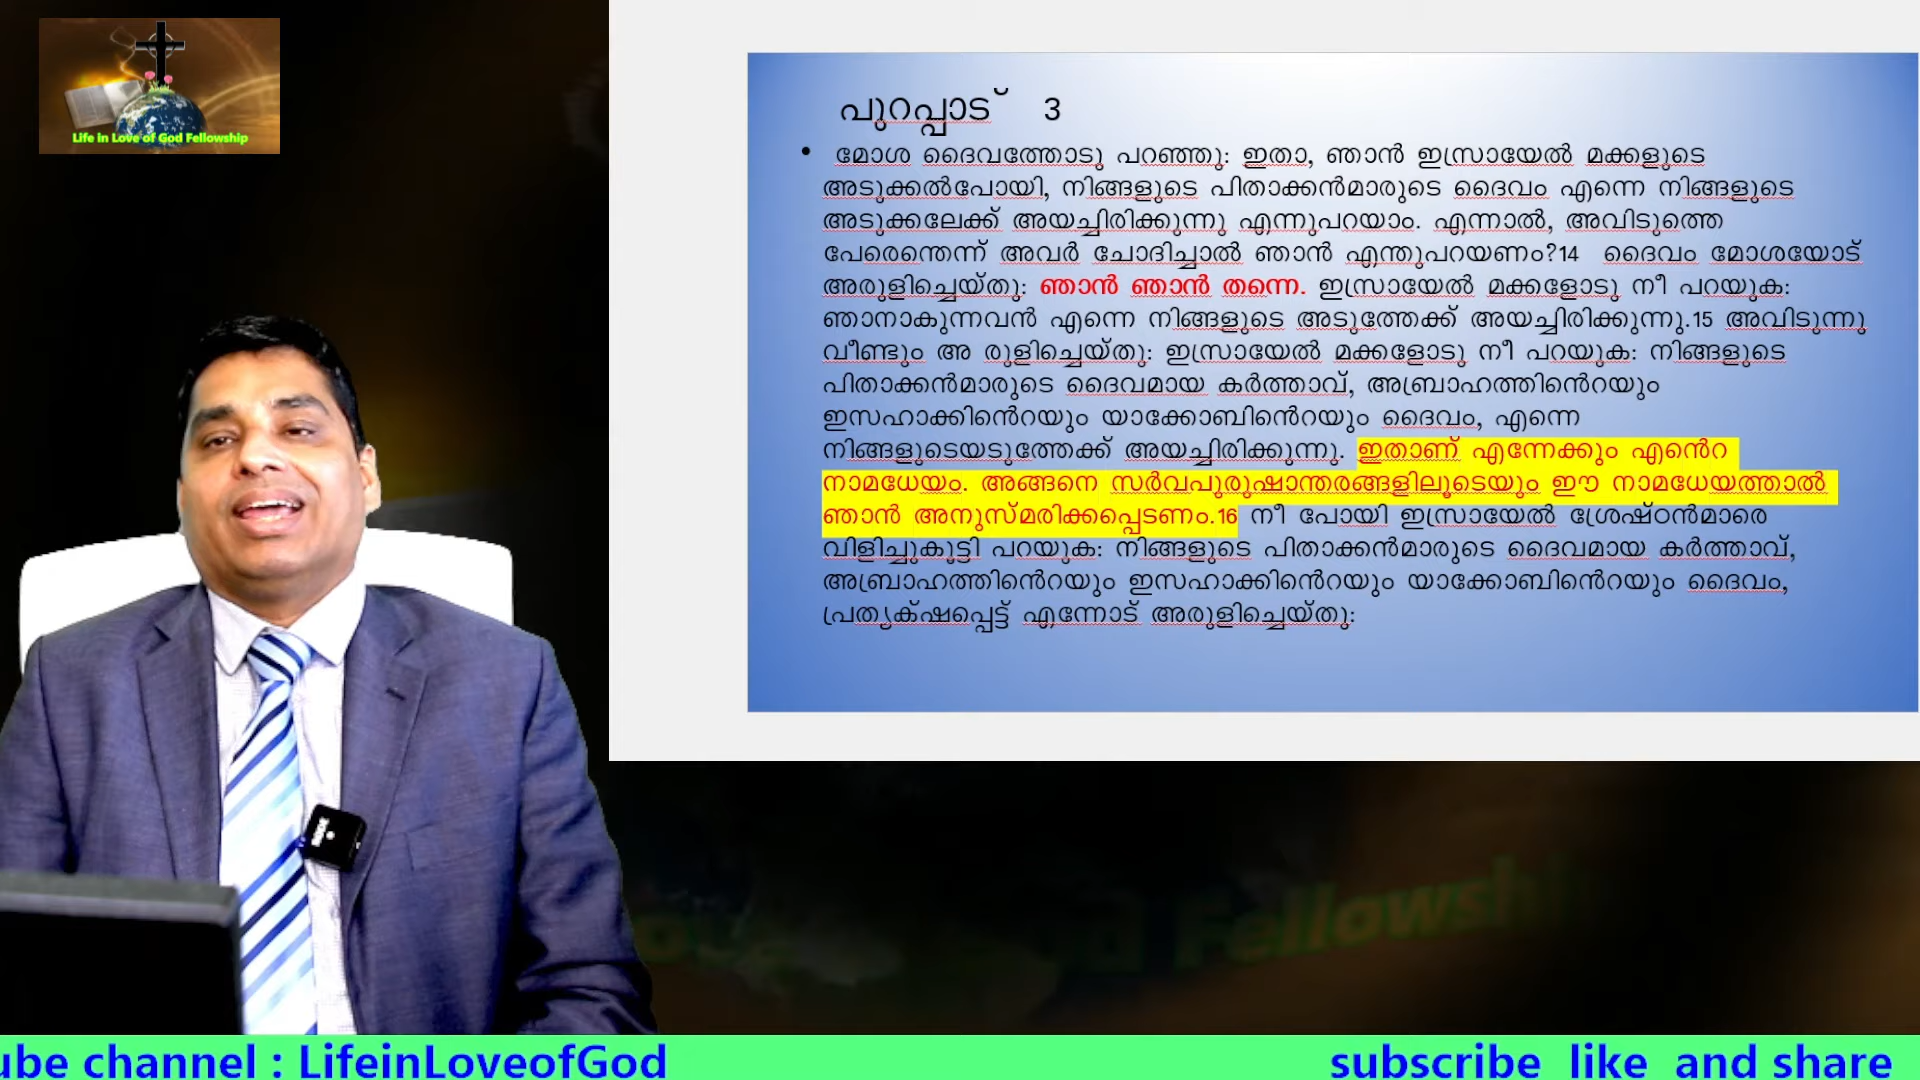 Life in Love of God Fellowship
പുറപ്പാട് 3
• മോശ ദൈവത്തോടു പറഞ്ഞു: ഇതാ, ഞാൻ ഇസ്രായേൽ മക്കളുടെ
അടുക്കൽപോയി, നിങ്ങളുടെ പിതാക്കൻമാരുടെ ദൈവം എന്നെ നിങ്ങളുടെ
അടുക്കലേക്ക് അയച്ചിരിക്കുന്നു എന്നുപറയാം. എന്നാൽ, അവിടുത്തെ
പേരെന്തെന്ന് അവർ ചോദിച്ചാൽ ഞാൻ എന്തുപറയണം?14 ദൈവം മോശയോട്
അരുളിച്ചെയ്തു: ഞാൻ ഞാൻ തന്നെ. ഇസ്രായേൽ മക്കളോടു നീ പറയുക:
ഞാനാകുന്നവൻ എന്നെ നിങ്ങളുടെ അടുത്തേക്ക് അയച്ചിരിക്കുന്നു.15 അവിടുന്നു
വീണ്ടും അ രുളിച്ചെയ്തു: ഇസ്രായേൽ മക്കളോടു നീ പറയുക: നിങ്ങളുടെ
പിതാക്കൻമാരുടെ ദൈവമായ കർത്താവ്, അബ്രാഹത്തിൻെറയും
ഇസഹാക്കിൻെറയും യാക്കോബിൻെറയും ദൈവം, എന്നെ
നിങ്ങളുടെയടുത്തേക്ക് അയച്ചിരിക്കുന്നു. ഇതാണ് എന്നേക്കും എൻെറ
നാമധേയം. അങ്ങനെ സർവപുരുഷാന്തരങ്ങളിലൂടെയും ഈ നാമധേയത്താൽ
ഞാൻ അനുസ്മരിക്കപ്പെടണം.16 നീ പോയി ഇസ്രായേൽ ശ്രേഷ്ഠൻമാരെ
വിളിച്ചുകൂട്ടി പറയുക: നിങ്ങളുടെ പിതാക്കൻമാരുടെ ദൈവമായ കർത്താവ്,
അബ്രാഹത്തിൻെറയും ഇസഹാക്കിൻെറയും യാക്കോബിൻെറയും ദൈവം,
പ്രത്യക്ഷപ്പെട്ട് എന്നോട് അരുളിച്ചെയ്തു:
ube channel : LifeinLoveofGod subscribe like and share